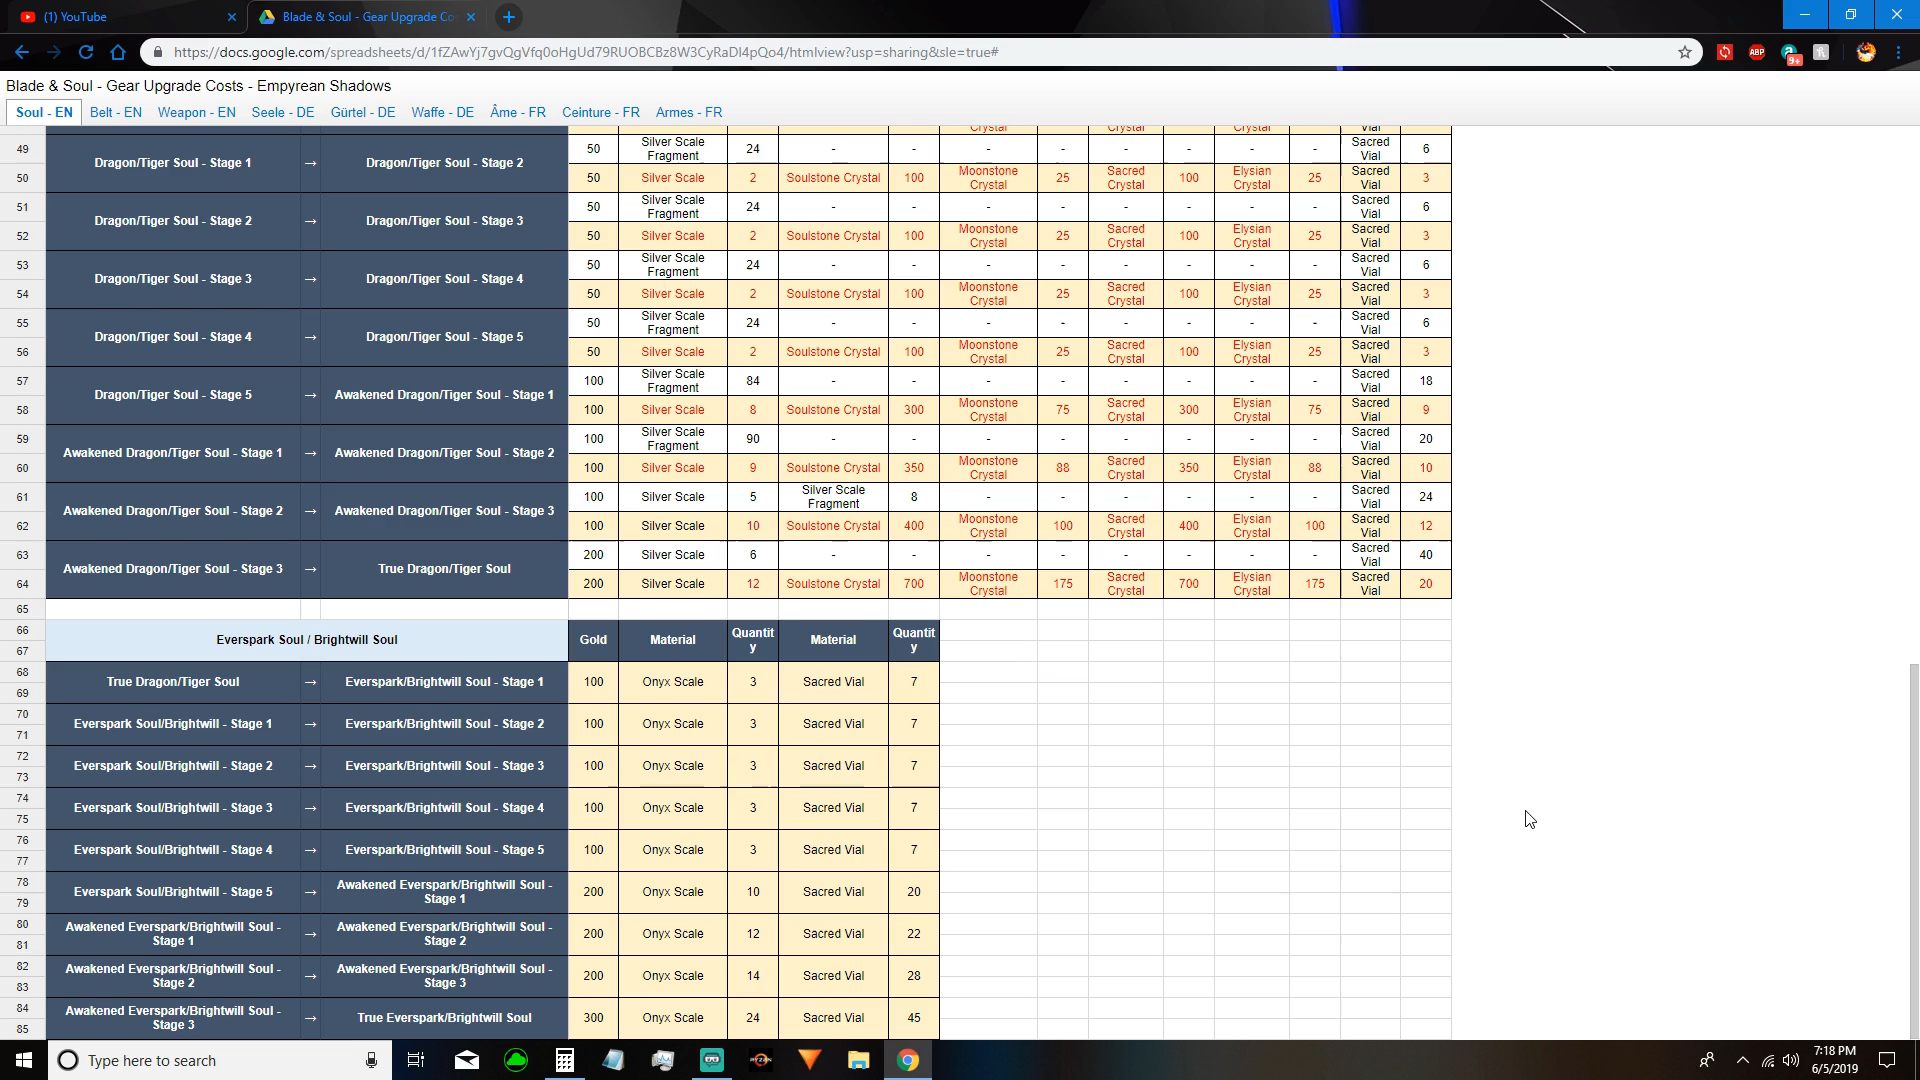 (1) YouTube
Blade & Soul - Gear Upgrade Co
https://docs.google.com/spreadsheets/d/1fZAwYj7gvQgVfq0oHgUd79RUOBCBz8W3CyRaDl4pQo4/htmlview?usp=sharing&sle=true#
ABP
9+
Blade & Soul - Gear Upgrade Costs - Empyrean Shadows
Soul - EN Belt - EN Weapon - EN Seele - DE Gürtel - DE Waffe - DE Âme - FR Ceinture - FR Armes - FR
Crystal Crystal Crystal Vial
49 Dragon/Tiger Soul - Stage 1 → Dragon/Tiger Soul - Stage 2 50 Silver Scale Fragment 24 - - - - - - - - Sacred Vial 6
50 50 Silver Scale 2 Soulstone Crystal 100 Moonstone Crystal 25 Sacred Crystal 100 Elysian Crystal 25 Sacred Vial 3
51 Dragon/Tiger Soul - Stage 2 → Dragon/Tiger Soul - Stage 3 50 Silver Scale Fragment 24 - - - - - - - - Sacred Vial 6
52 50 Silver Scale 2 Soulstone Crystal 100 Moonstone Crystal 25 Sacred Crystal 100 Elysian Crystal 25 Sacred Vial 3
53 Dragon/Tiger Soul - Stage 3 → Dragon/Tiger Soul - Stage 4 50 Silver Scale Fragment 24 - - - - - - - - Sacred Vial 6
54 50 Silver Scale 2 Soulstone Crystal 100 Moonstone Crystal 25 Sacred Crystal 100 Elysian Crystal 25 Sacred Vial 3
55 Dragon/Tiger Soul - Stage 4 → Dragon/Tiger Soul - Stage 5 50 Silver Scale Fragment 24 - - - - - - - - Sacred Vial 6
56 50 Silver Scale 2 Soulstone Crystal 100 Moonstone Crystal 25 Sacred Crystal 100 Elysian Crystal 25 Sacred Vial 3
57 Dragon/Tiger Soul - Stage 5 → Awakened Dragon/Tiger Soul - Stage 1 100 Silver Scale Fragment 84 - - - - - - - - Sacred Vial 18
58 100 Silver Scale 8 Soulstone Crystal 300 Moonstone Crystal 75 Sacred Crystal 300 Elysian Crystal 75 Sacred Vial 9
59 Awakened Dragon/Tiger Soul - Stage 1 → Awakened Dragon/Tiger Soul - Stage 2 100 Silver Scale Fragment 90 - - - - - - - - Sacred Vial 20
60 100 Silver Scale 9 Soulstone Crystal 350 Moonstone Crystal 88 Sacred Crystal 350 Elysian Crystal 88 Sacred Vial 10
61 Awakened Dragon/Tiger Soul - Stage 2 → Awakened Dragon/Tiger Soul - Stage 3 100 Silver Scale 5 Silver Scale Fragment 8 - - - - - - Sacred Vial 24
62 100 Silver Scale 10 Soulstone Crystal 400 Moonstone Crystal 100 Sacred Crystal 400 Elysian Crystal 100 Sacred Vial 12
63 Awakened Dragon/Tiger Soul - Stage 3 → True Dragon/Tiger Soul 200 Silver Scale 6 - - - - - - - - Sacred Vial 40
64 200 Silver Scale 12 Soulstone Crystal 700 Moonstone Crystal 175 Sacred Crystal 700 Elysian Crystal 175 Sacred Vial 20
65
66 Everspark Soul / Brightwill Soul Gold Material Quantity Material Quantity
67
68 True Dragon/Tiger Soul → Everspark/Brightwill Soul - Stage 1 100 Onyx Scale 3 Sacred Vial 7
69
70 Everspark Soul/Brightwill - Stage 1 → Everspark/Brightwill Soul - Stage 2 100 Onyx Scale 3 Sacred Vial 7
71
72 Everspark Soul/Brightwill - Stage 2 → Everspark/Brightwill Soul - Stage 3 100 Onyx Scale 3 Sacred Vial 7
73
74 Everspark Soul/Brightwill - Stage 3 → Everspark/Brightwill Soul - Stage 4 100 Onyx Scale 3 Sacred Vial 7
75
76 Everspark Soul/Brightwill - Stage 4 → Everspark/Brightwill Soul - Stage 5 100 Onyx Scale 3 Sacred Vial 7
77
78 Everspark Soul/Brightwill - Stage 5 → Awakened Everspark/Brightwill Soul - Stage 1 200 Onyx Scale 10 Sacred Vial 20
79
80 Awakened Everspark/Brightwill Soul - Stage 1 → Awakened Everspark/Brightwill Soul - Stage 2 200 Onyx Scale 12 Sacred Vial 22
81
82 Awakened Everspark/Brightwill Soul - Stage 2 → Awakened Everspark/Brightwill Soul - Stage 3 200 Onyx Scale 14 Sacred Vial 28
83
84 Awakened Everspark/Brightwill Soul - Stage 3 → True Everspark/Brightwill Soul 300 Onyx Scale 24 Sacred Vial 45
85
Type here to search
RYZEN
7:18 PM
6/5/2019